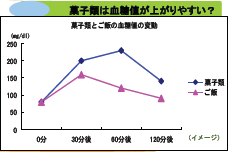 菓子類は血糖値が上がりやすい？
菓子類とご飯の血糖値の変動
(mg/dl)
250
200
150
100
50
0
0分
30分後
60分後
120分後
菓子類
ご飯
(イメージ)